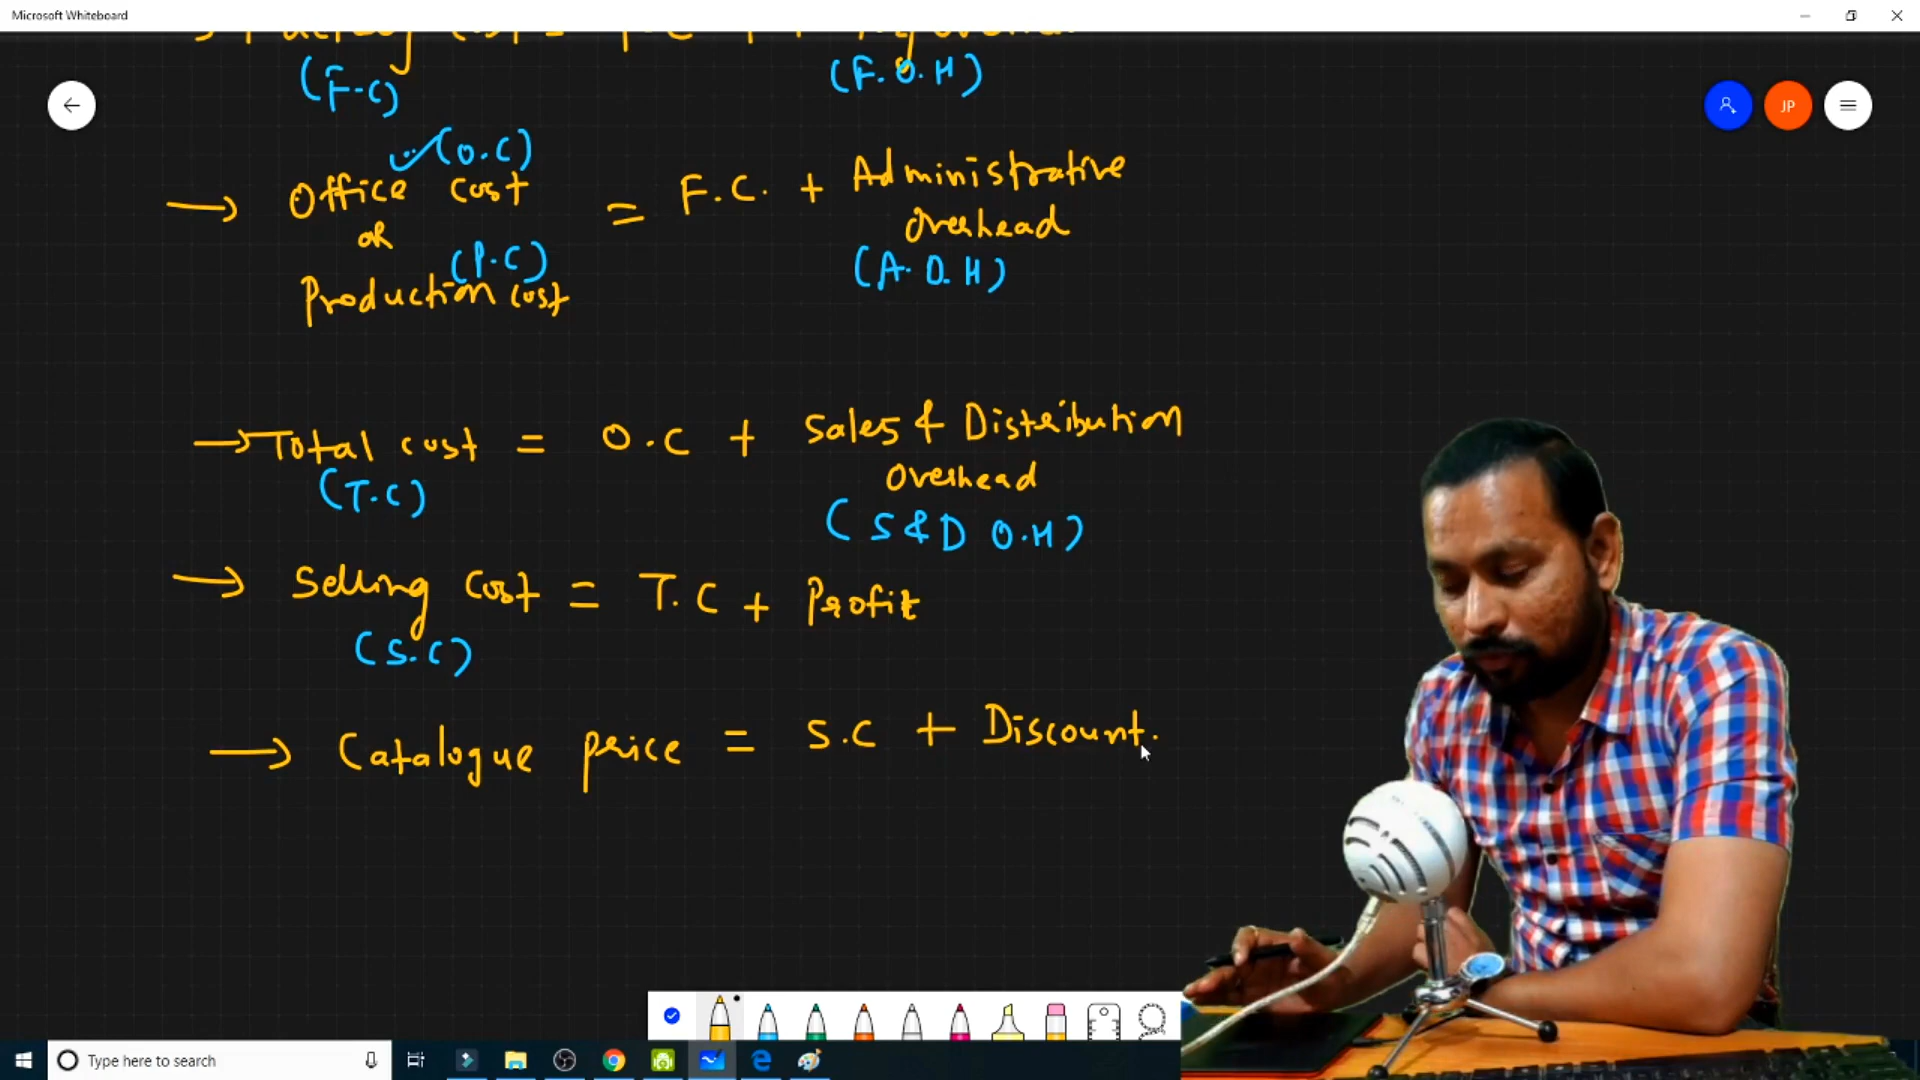 Microsoft Whiteboard
(F.C)
(F.O.H)
JP
(O.C)
Office cost
or
(P.C)
Production cost
= F.C. + Administrative
overhead
(A.O.H)
Total cost = O.C + Sales & Distribution
Overhead
(T.C)
(S & D O.H)
Selling cost = T.C + Profit
(S.C)
Catalogue price = S.C + Discount.
Type here to search